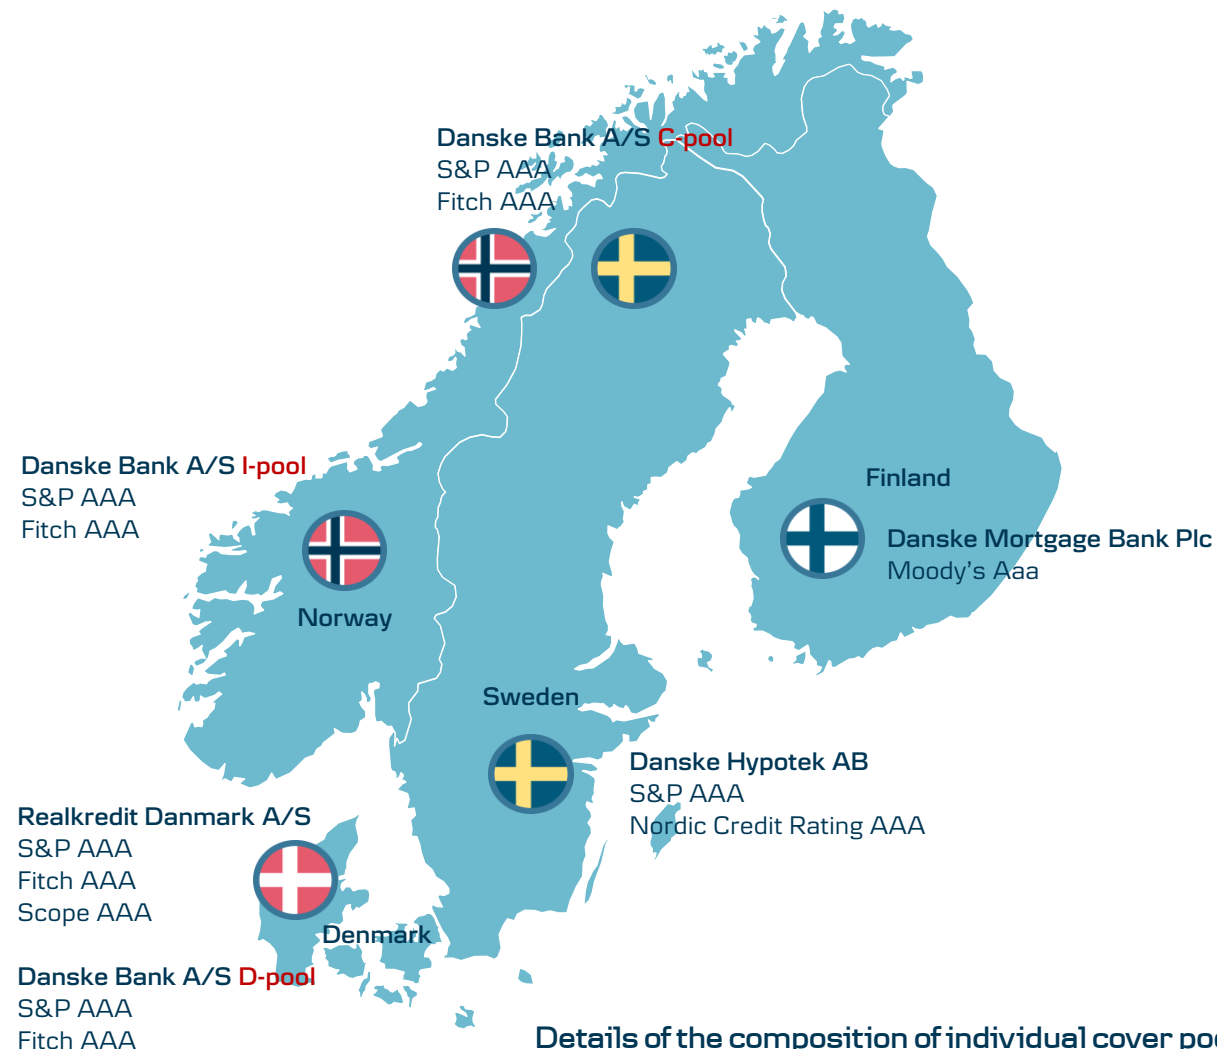 Danske Bank A/S C-pool
S&P AAA
Fitch AAA
Danske Bank A/S I-pool
S&P AAA
Fitch AAA
Norway
Finland
Danske Mortgage Bank Plc
Moody's Aaa
Sweden
Danske Hypotek AB
S&P AAA
Nordic Credit Rating AAA
Realkredit Danmark A/S
S&P AAA
Fitch AAA
Scope AAA
Denmark
Danske Bank A/S D-pool
S&P AAA
Fitch AAA
Details of the composition of individual cover